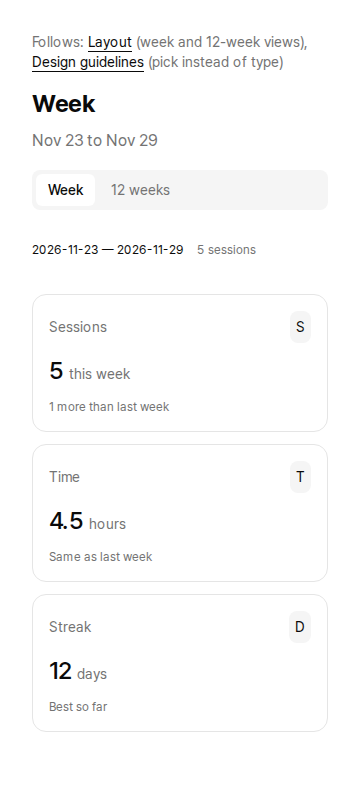 Follows: Layout (week and 12-week views),
Design guidelines (pick instead of type)
Week
Nov 23 to Nov 29
Week 12 weeks
2026-11-23 — 2026-11-29 5 sessions
Sessions S
5 this week
1 more than last week
Time T
4.5 hours
Same as last week
Streak D
12 days
Best so far